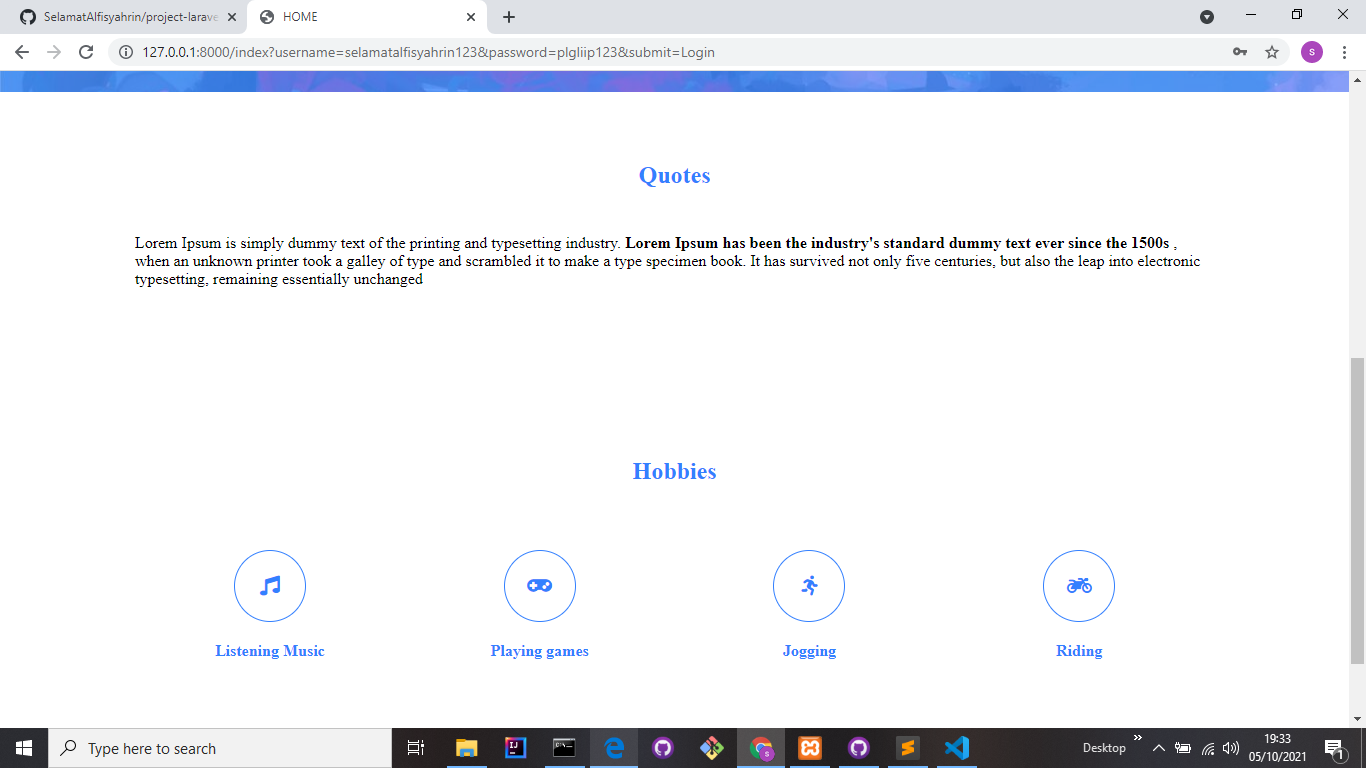 SelamatAlfisyahrin/project-larave
HOME
127.0.0.1:8000/index?username=selamatalfisyahrin123&password=plgliip123&submit=Login
S
Quotes
Lorem Ipsum is simply dummy text of the printing and typesetting industry. Lorem Ipsum has been the industry's standard dummy text ever since the 1500s ,
when an unknown printer took a galley of type and scrambled it to make a type specimen book. It has survived not only five centuries, but also the leap into electronic
typesetting, remaining essentially unchanged
Hobbies
Listening Music
Playing games
Jogging
Riding
Type here to search
IJ
C:\.
S
Desktop
19:33
05/10/2021
1